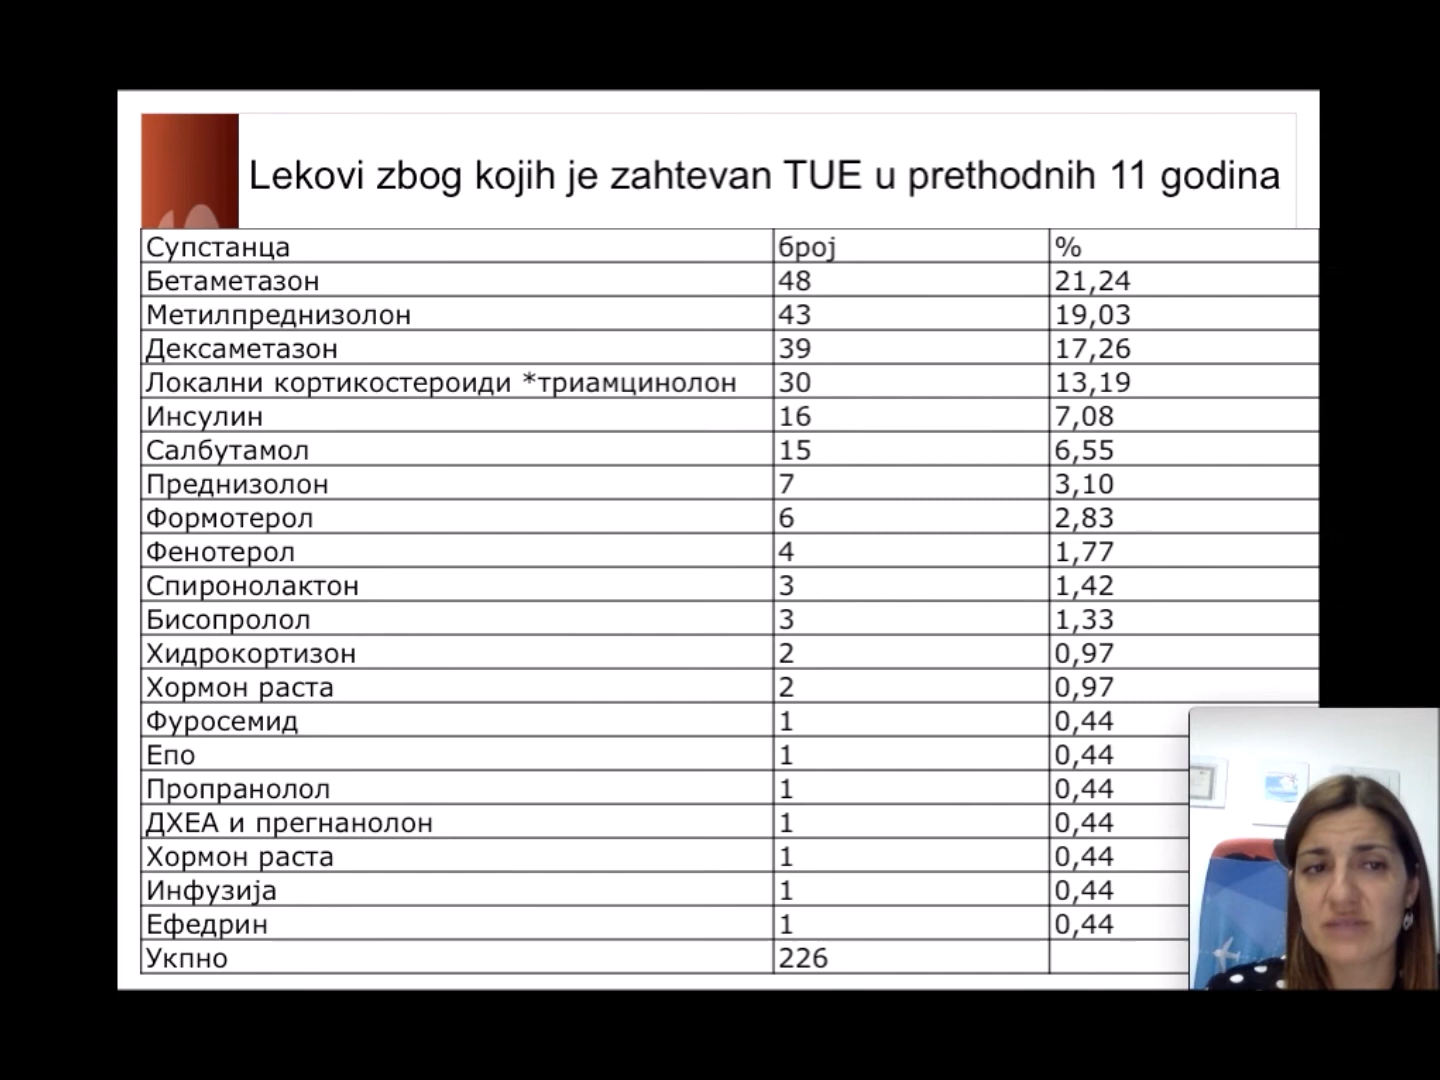 Lekovi zbog kojih je zahtevan TUE u prethodnih 11 godina
Супстанца број %
Бетаметазон 48 21,24
Метилпреднизолон 43 19,03
Дексаметазон 39 17,26
Локални кортикостероиди *триамцинолон 30 13,19
Инсулин 16 7,08
Салбутамол 15 6,55
Преднизолон 7 3,10
Формотерол 6 2,83
Фенотерол 4 1,77
Спиронолактон 3 1,42
Бисопролол 3 1,33
Хидрокортизон 2 0,97
Хормон раста 2 0,97
Фуросемид 1 0,44
Епо 1 0,44
Пропранолол 1 0,44
ДХЕА и прегнанолон 1 0,44
Хормон раста 1 0,44
Инфузија 1 0,44
Ефедрин 1 0,44
Укпно 226